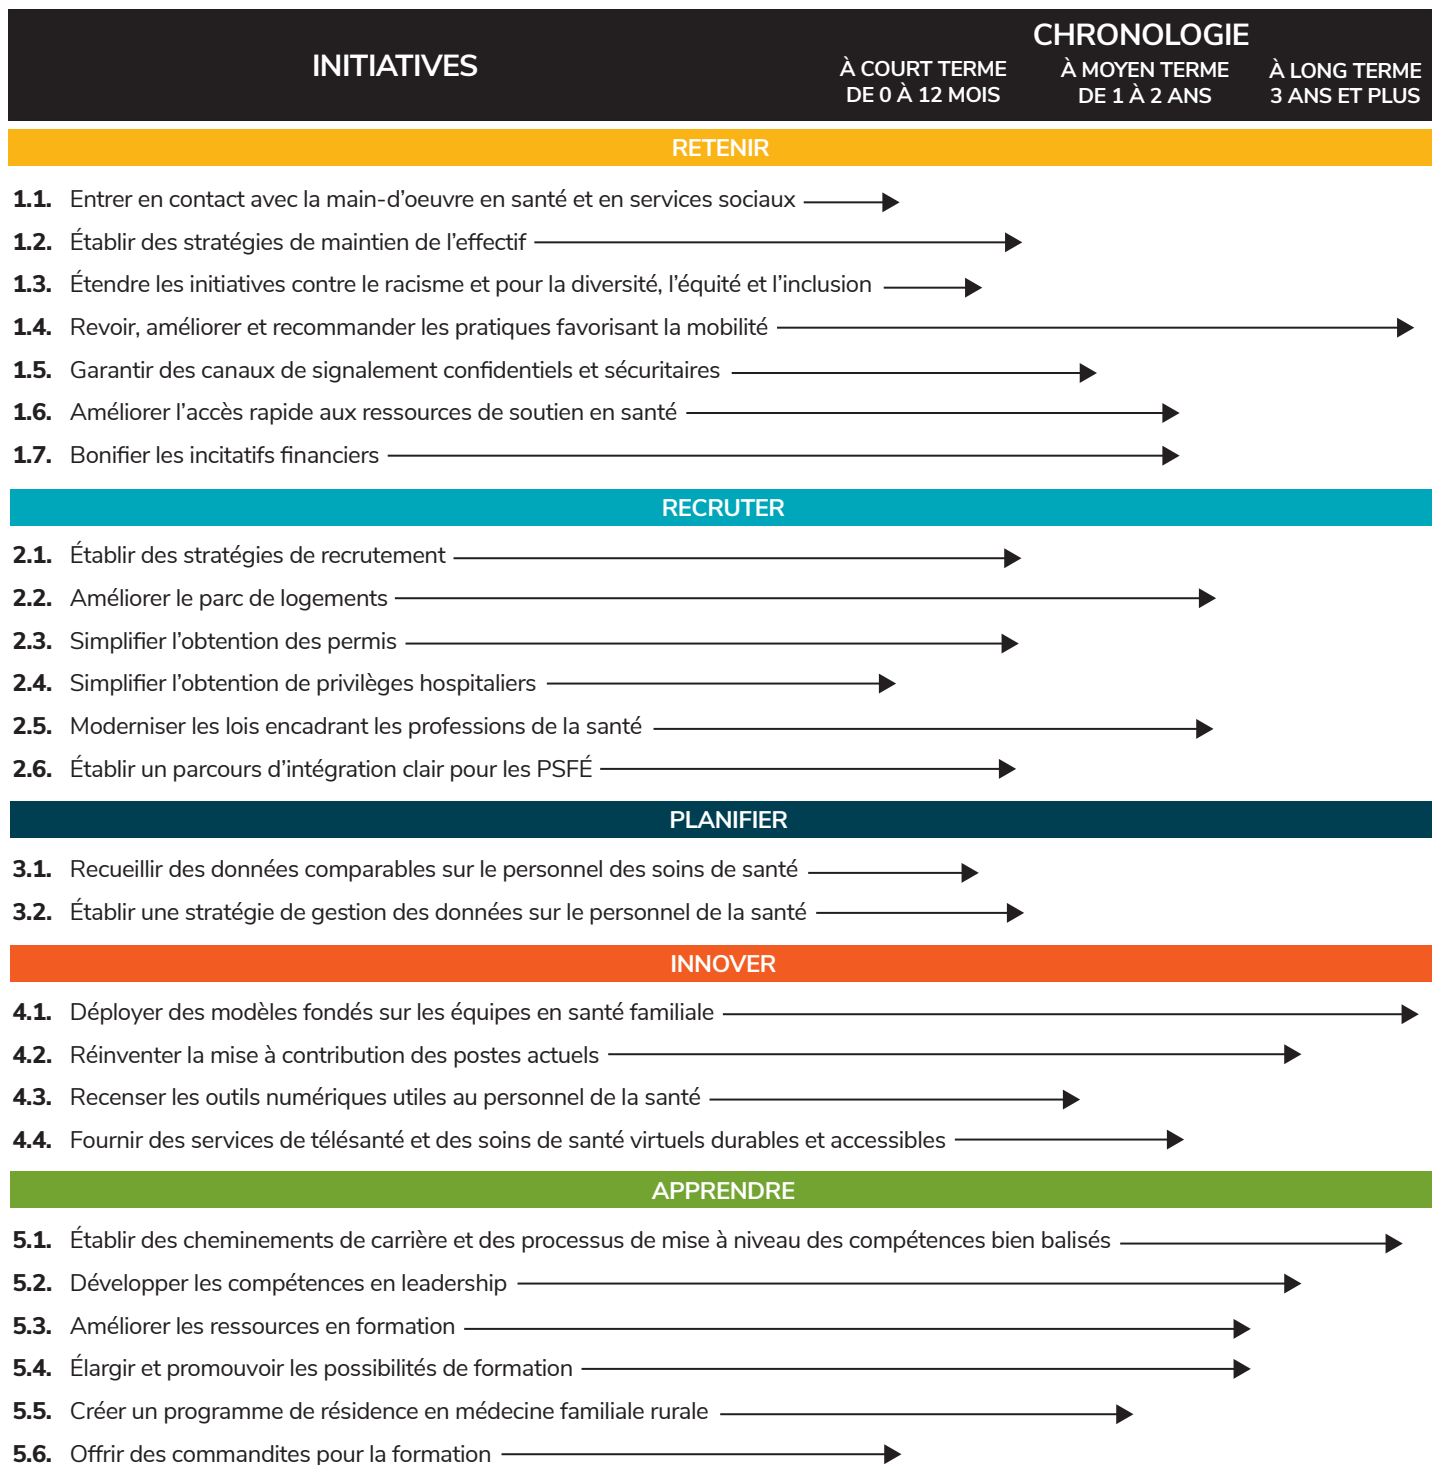 INITIATIVES
CHRONOLOGIE
À COURT TERME
DE 0 À 12 MOIS
À MOYEN TERME
DE 1 À 2 ANS
À LONG TERME
3 ANS ET PLUS
RETENIR
1.1. Entrer en contact avec la main-d’oeuvre en santé et en services sociaux
1.2. Établir des stratégies de maintien de l’effectif
1.3. Étendre les initiatives contre le racisme et pour la diversité, l’équité et l’inclusion
1.4. Revoir, améliorer et recommander les pratiques favorisant la mobilité
1.5. Garantir des canaux de signalement confidentiels et sécuritaires
1.6. Améliorer l’accès rapide aux ressources de soutien en santé
1.7. Bonifier les incitatifs financiers
RECRUTER
2.1. Établir des stratégies de recrutement
2.2. Améliorer le parc de logements
2.3. Simplifier l’obtention des permis
2.4. Simplifier l’obtention de privilèges hospitaliers
2.5. Moderniser les lois encadrant les professions de la santé
2.6. Établir un parcours d’intégration clair pour les PSFÉ
PLANIFIER
3.1. Recueillir des données comparables sur le personnel des soins de santé
3.2. Établir une stratégie de gestion des données sur le personnel de la santé
INNOVER
4.1. Déployer des modèles fondés sur les équipes en santé familiale
4.2. Réinventer la mise à contribution des postes actuels
4.3. Recenser les outils numériques utiles au personnel de la santé
4.4. Fournir des services de télésanté et des soins de santé virtuels durables et accessibles
APPRENDRE
5.1. Établir des cheminements de carrière et des processus de mise à niveau des compétences bien balisés
5.2. Développer les compétences en leadership
5.3. Améliorer les ressources en formation
5.4. Élargir et promouvoir les possibilités de formation
5.5. Créer un programme de résidence en médecine familiale rurale
5.6. Offrir des commandites pour la formation